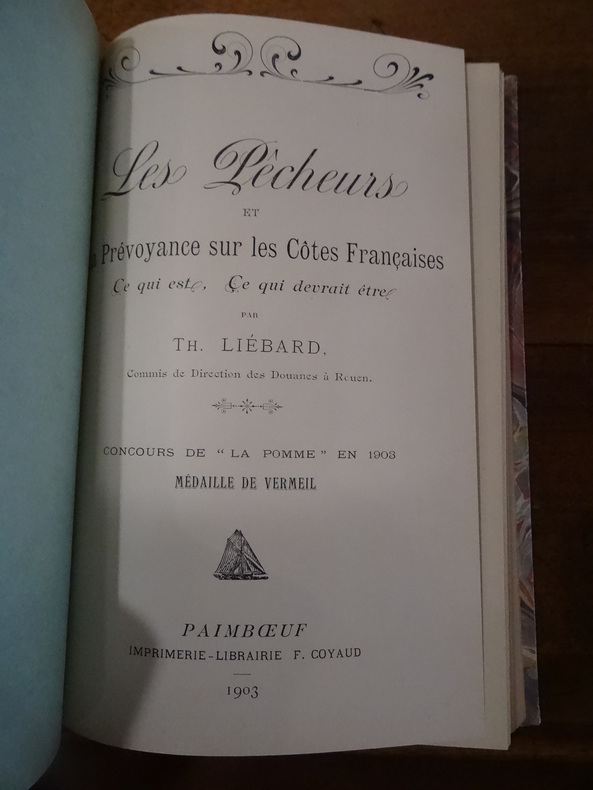 Les Pêcheurs
ET
Prévoyance sur les Côtes Françaises
Ce qui est, Ce qui devrait être
PAR
TH. LIÉBARD,
Commis de Direction des Douanes à Rouen.
CONCOURS DE “ LA POMME ” EN 1903
MÉDAILLE DE VERMEIL
PAIMBŒUF
IMPRIMERIE-LIBRAIRIE F. COYAUD
1903